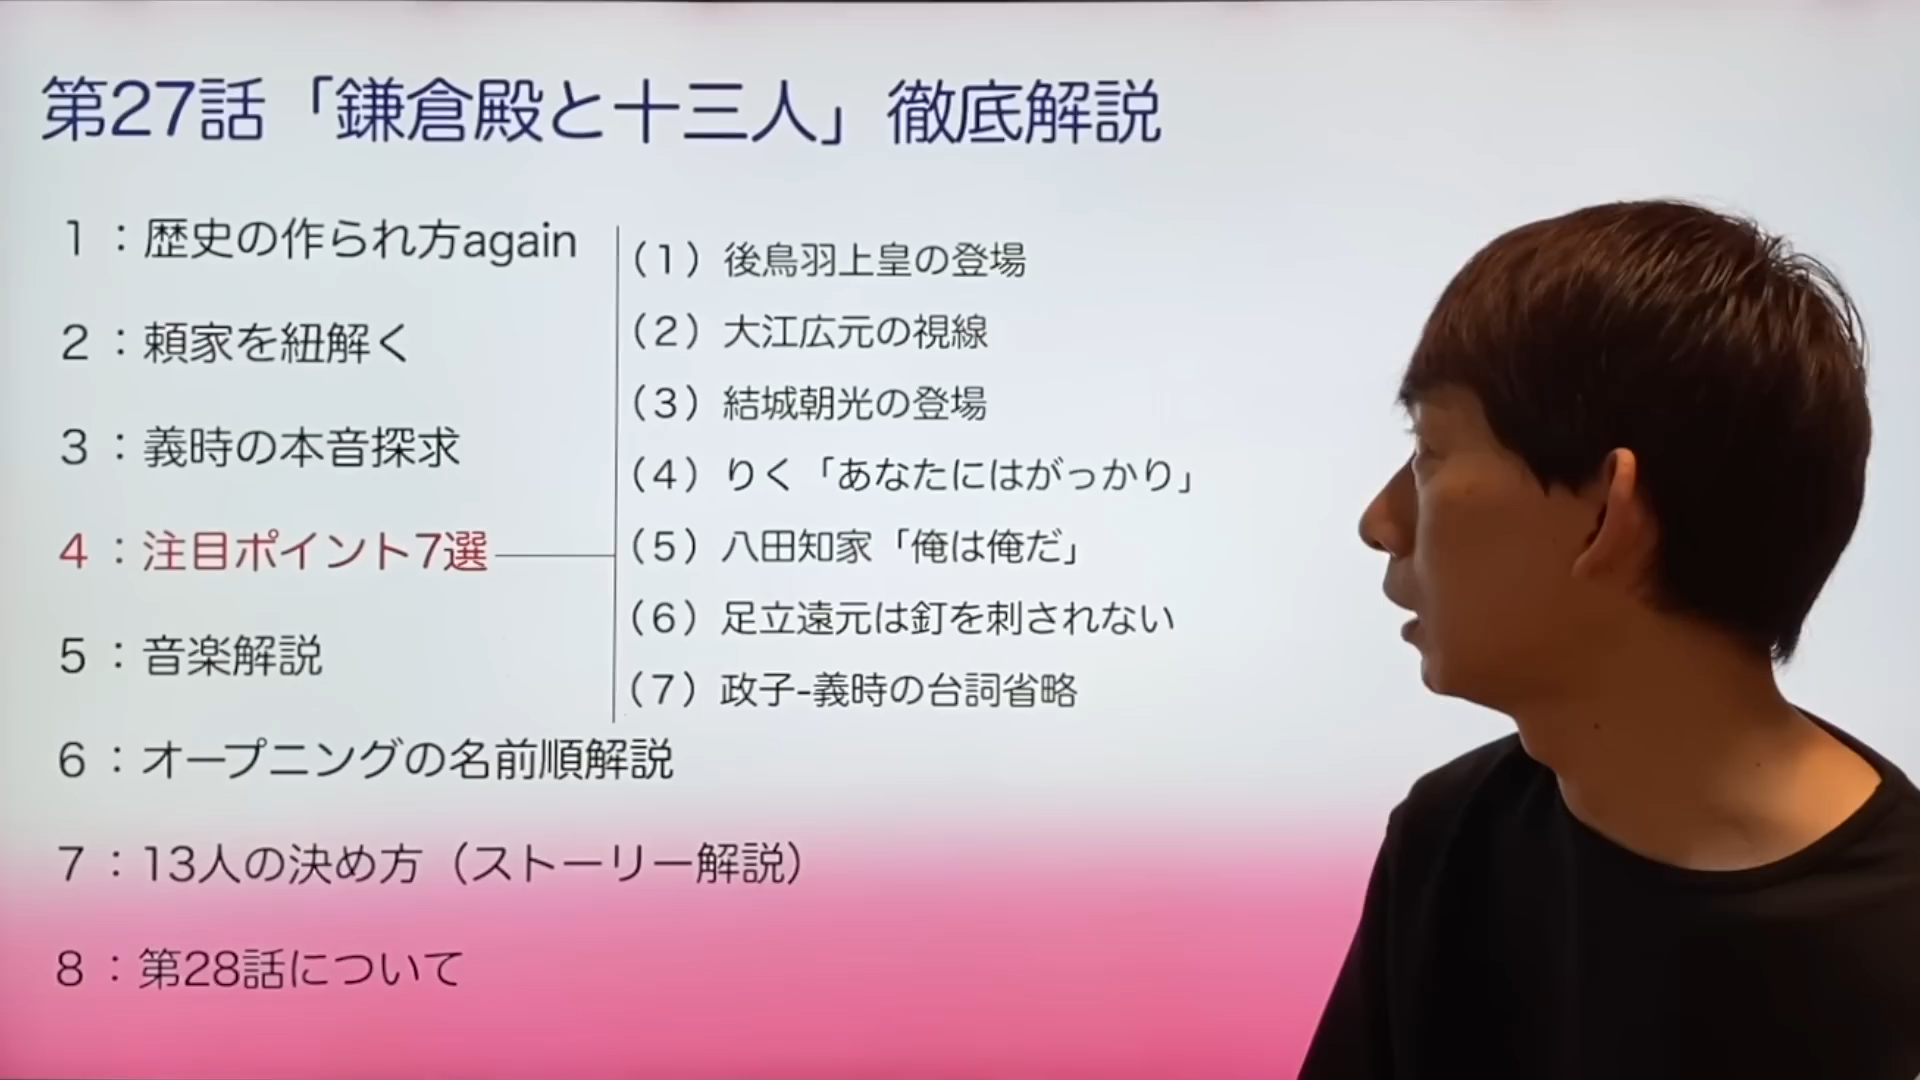 第27話「鎌倉殿と十三人」徹底解説
1：歴史の作られ方again
2：頼家を紐解く
3：義時の本音探求
4：注目ポイント7選
(1) 後鳥羽上皇の登場
(2) 大江広元の視線
(3) 結城朝光の登場
(4) りく「あなたにはがっかり」
(5) 八田知家「俺は俺だ」
(6) 足立遠元は釘を刺されない
(7) 政子-義時の台詞省略
5：音楽解説
6：オープニングの名前順解説
7：13人の決め方（ストーリー解説）
8：第28話について